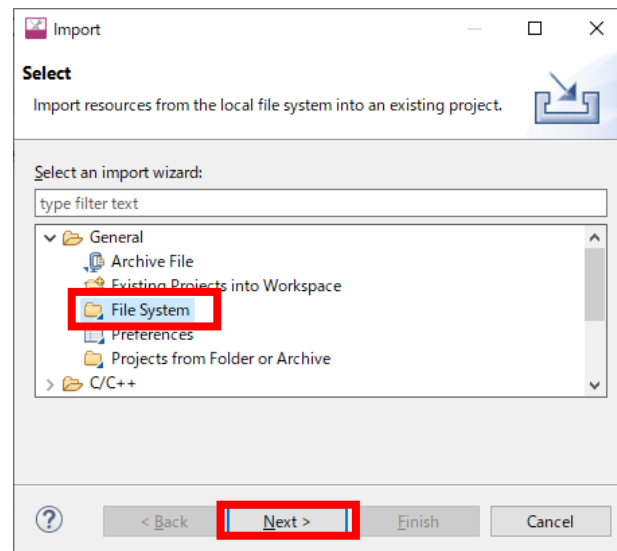 Import
Select
Import resources from the local file system into an existing project.
Select an import wizard:
type filter text
General
Archive File
Existing Projects into Workspace
File System
Preferences
Projects from Folder or Archive
C/C++
? < Back Next > Finish Cancel